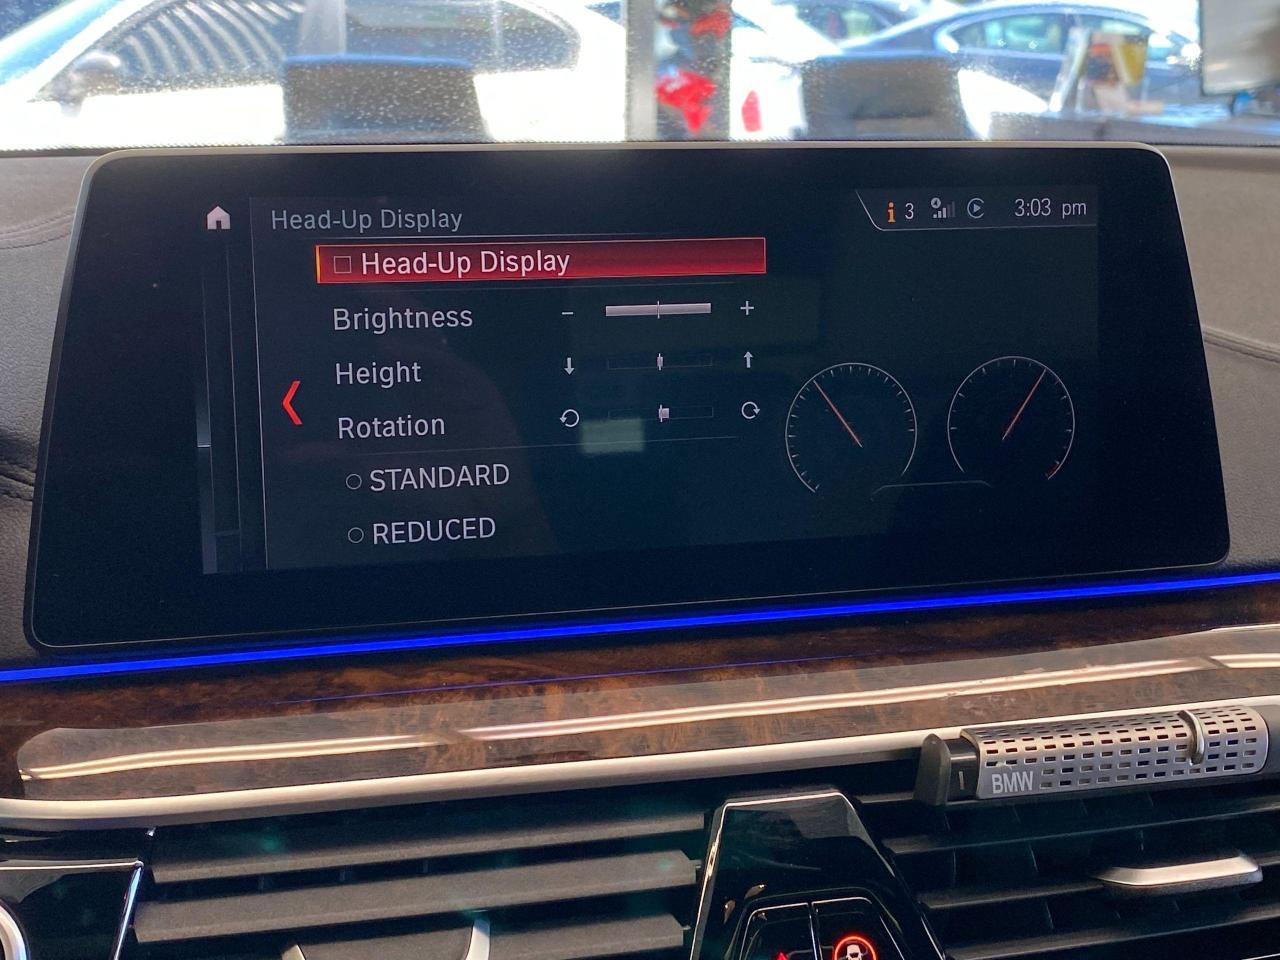 Head-Up Display
3
3:03 pm
Head-Up Display
Brightness - +
Height
Rotation
STANDARD
REDUCED
BMW